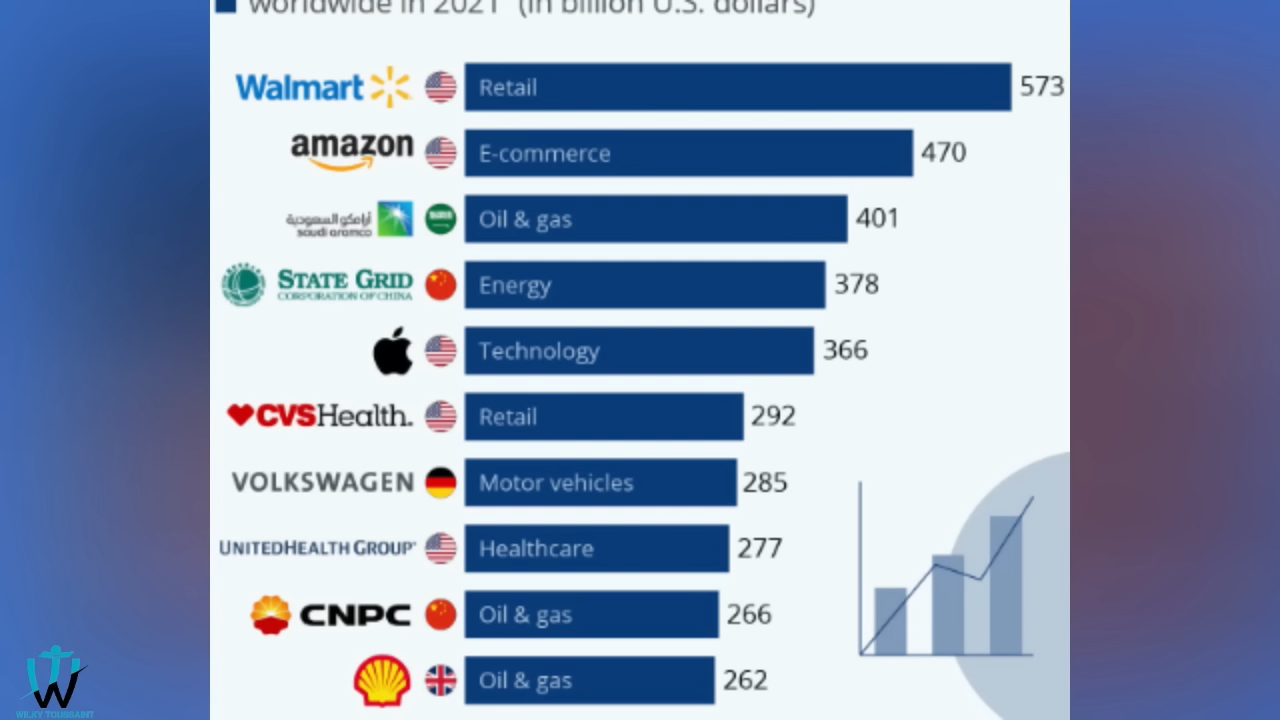 worldwide in 2021 (in billion U.S. dollars)
Walmart Retail 573
amazon E-commerce 470
أرامكو السعودية
saudi aramco Oil & gas 401
STATE GRID
CORPORATION OF CHINA Energy 378
Technology 366
CVSHealth. Retail 292
VOLKSWAGEN Motor vehicles 285
UNITEDHEALTH GROUP Healthcare 277
CNPC Oil & gas 266
Oil & gas 262
WILKY TOUSSAINT